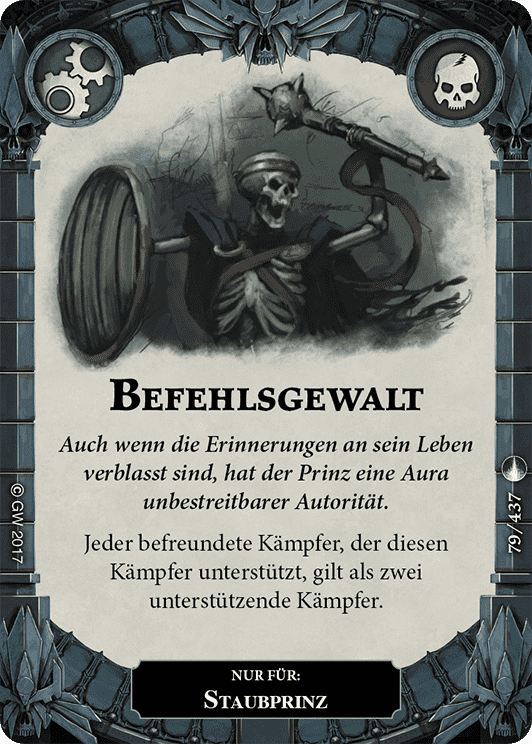 BEFEHLSGEWALT
Auch wenn die Erinnerungen an sein Leben
verblasst sind, hat der Prinz eine Aura
unbestreitbarer Autorität.
Jeder befreundete Kämpfer, der diesen
Kämpfer unterstützt, gilt als zwei
unterstützende Kämpfer.
NUR FÜR:
STAUBPRINZ
© GW 2017
79/437